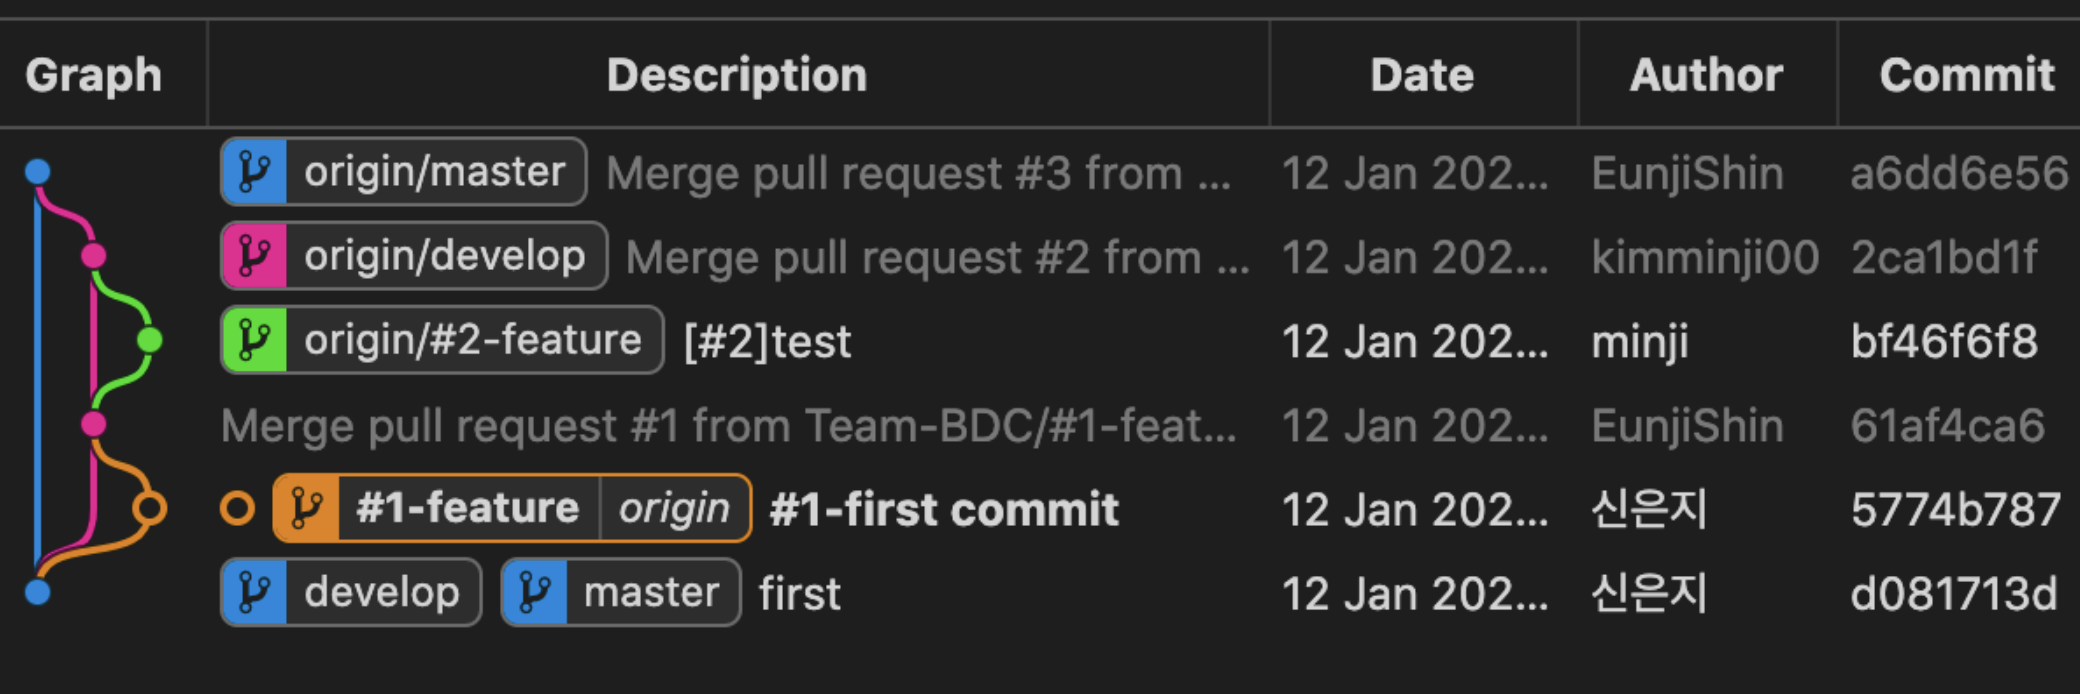 Graph Description Date Author Commit
origin/master Merge pull request #3 from ... 12 Jan 202... EunjiShin a6dd6e56
origin/develop Merge pull request #2 from ... 12 Jan 202... kimminji00 2ca1bd1f
origin/#2-feature [#2]test 12 Jan 202... minji bf46f6f8
Merge pull request #1 from Team-BDC/#1-feat... 12 Jan 202... EunjiShin 61af4ca6
#1-feature origin #1-first commit 12 Jan 202... 신은지 5774b787
develop master first 12 Jan 202... 신은지 d081713d